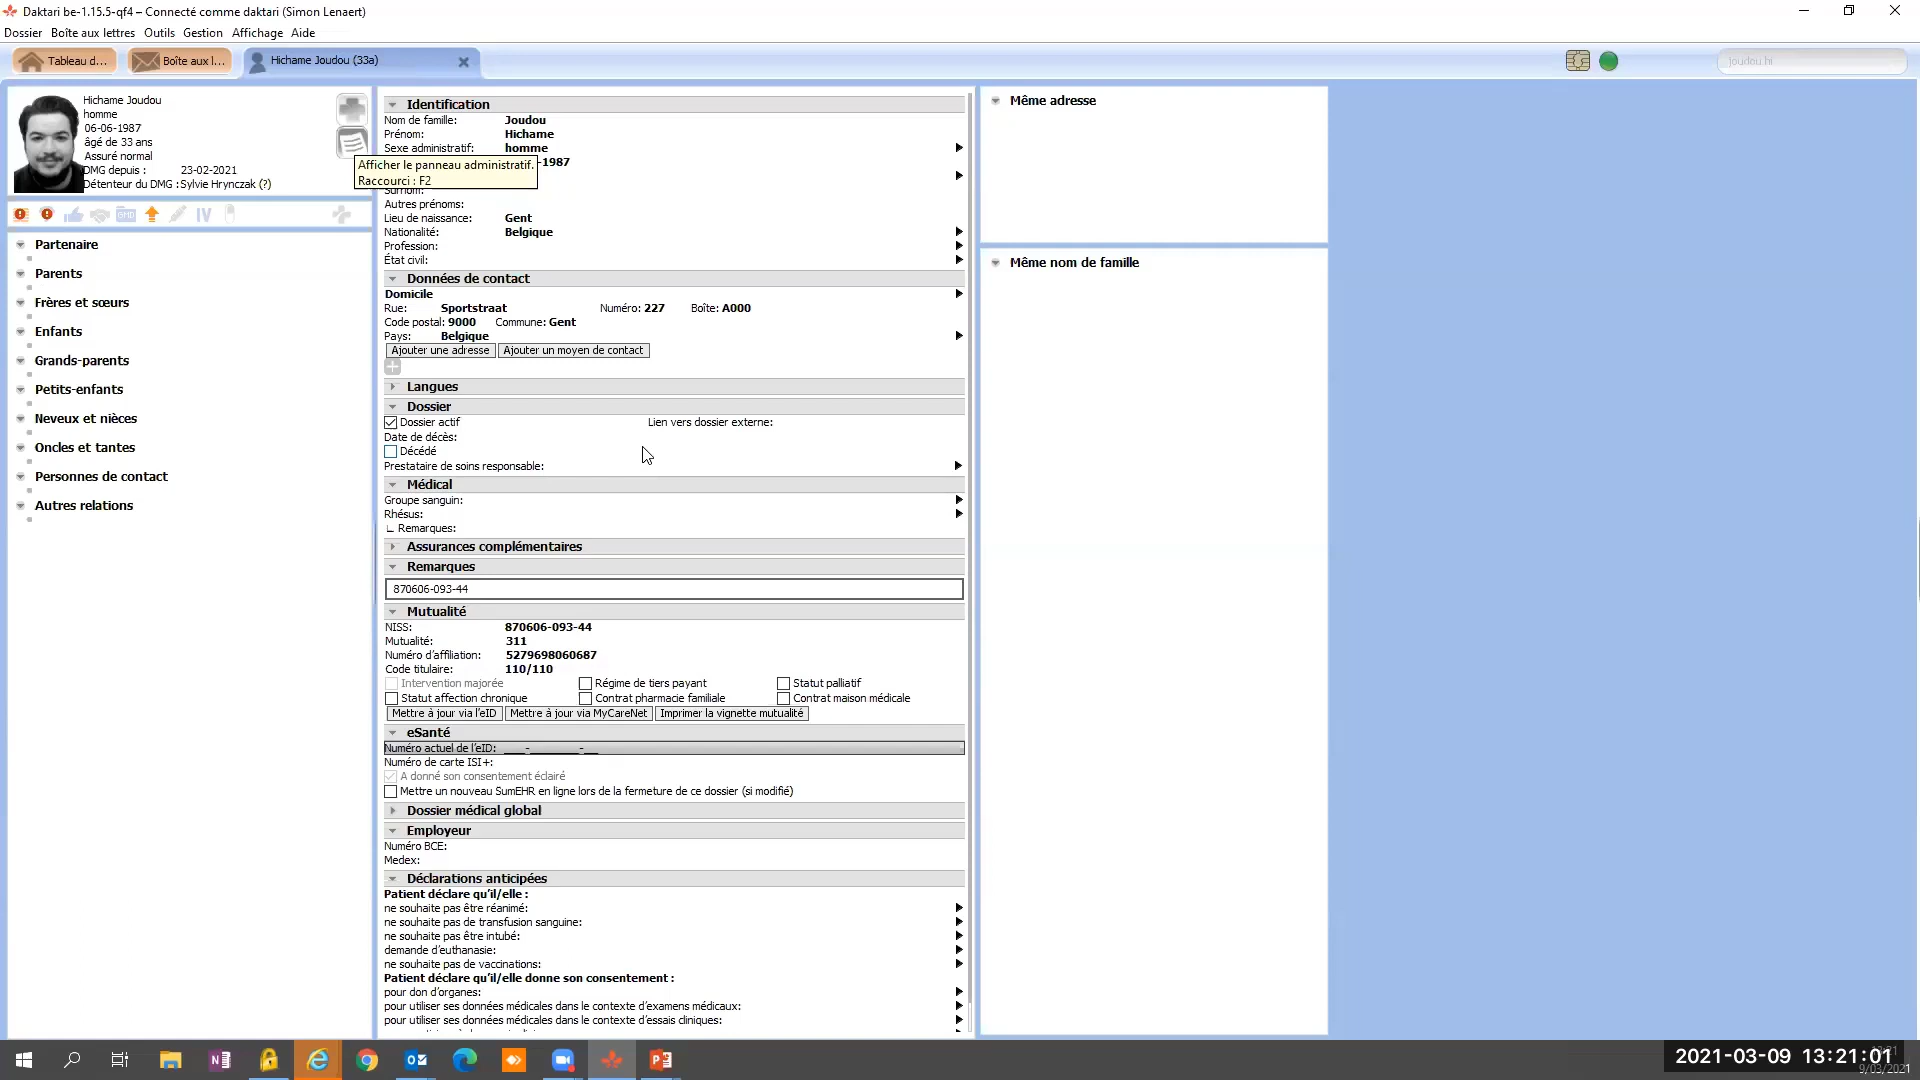 Daktari be-1.15.5-qf4 – Connecté comme daktari (Simon Lenaert)
Dossier Boîte aux lettres Outils Gestion Affichage Aide
Tableau d... Boîte aux l... Hichame Joudou (33a) joudou.hi
Hichame Joudou
homme
06-06-1987
âgé de 33 ans
Assuré normal
DMG depuis : 23-02-2021
Détenteur du DMG : Sylvie Hrynczak (?)
GMD IV
Partenaire
Parents
Frères et sœurs
Enfants
Grands-parents
Petits-enfants
Neveux et nièces
Oncles et tantes
Personnes de contact
Autres relations
Identification
Nom de famille: Joudou
Prénom: Hichame
Sexe administratif: homme
-1987
Afficher le panneau administratif.
Raccourci : F2
Surnom:
Autres prénoms:
Lieu de naissance: Gent
Nationalité: Belgique
Profession:
État civil:
Données de contact
Domicile
Rue: Sportstraat Numéro: 227 Boîte: A000
Code postal: 9000 Commune: Gent
Pays: Belgique
Ajouter une adresse Ajouter un moyen de contact
Langues
Dossier
Dossier actif Lien vers dossier externe:
Date de décès:
Décédé
Prestataire de soins responsable:
Médical
Groupe sanguin:
Rhésus:
Remarques:
Assurances complémentaires
Remarques
870606-093-44
Mutualité
NISS: 870606-093-44
Mutualité: 311
Numéro d'affiliation: 5279698060687
Code titulaire: 110/110
Intervention majorée Régime de tiers payant Statut palliatif
Statut affection chronique Contrat pharmacie familiale Contrat maison médicale
Mettre à jour via l'eID Mettre à jour via MyCareNet Imprimer la vignette mutualité
eSanté
Numéro actuel de l'eID: ___-_______-__
Numéro de carte ISI+:
A donné son consentement éclairé
Mettre un nouveau SumEHR en ligne lors de la fermeture de ce dossier (si modifié)
Dossier médical global
Employeur
Numéro BCE:
Medex:
Déclarations anticipées
Patient déclare qu'il/elle :
ne souhaite pas être réanimé:
ne souhaite pas de transfusion sanguine:
ne souhaite pas être intubé:
demande d'euthanasie:
ne souhaite pas de vaccinations:
Patient déclare qu'il/elle donne son consentement :
pour don d'organes:
pour utiliser ses données médicales dans le contexte d'examens médicaux:
pour utiliser ses données médicales dans le contexte d'essais cliniques:
Même adresse
Même nom de famille
2021-03-09 13:21:01
9/03/2021